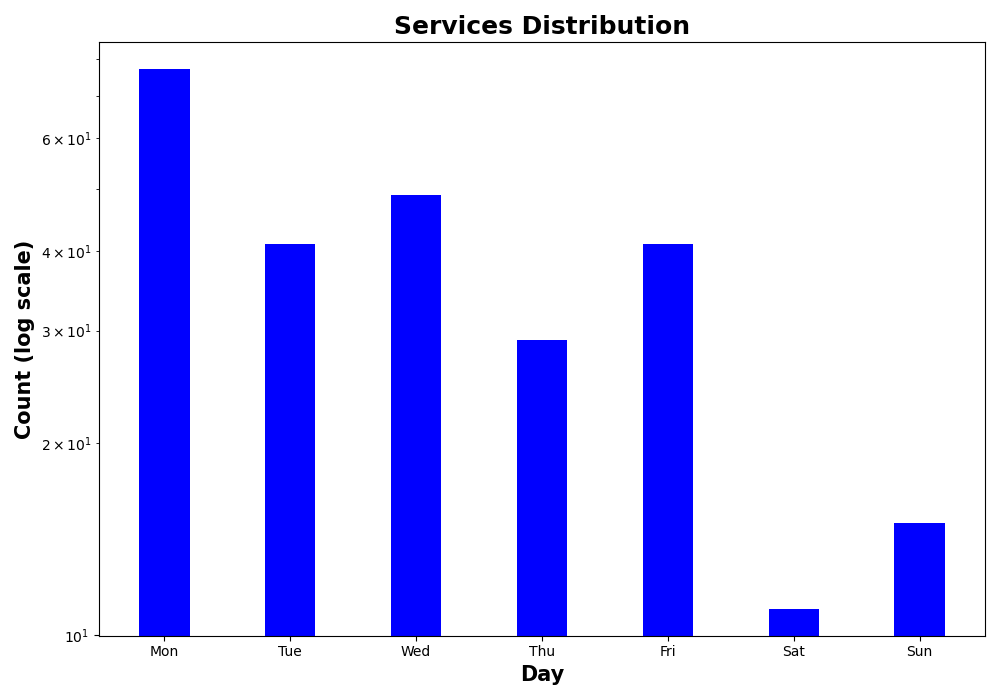 Services Distribution
Count (log scale)
6 × 10¹
4 × 10¹
3 × 10¹
2 × 10¹
10¹
Mon Tue Wed Thu Fri Sat Sun
Day